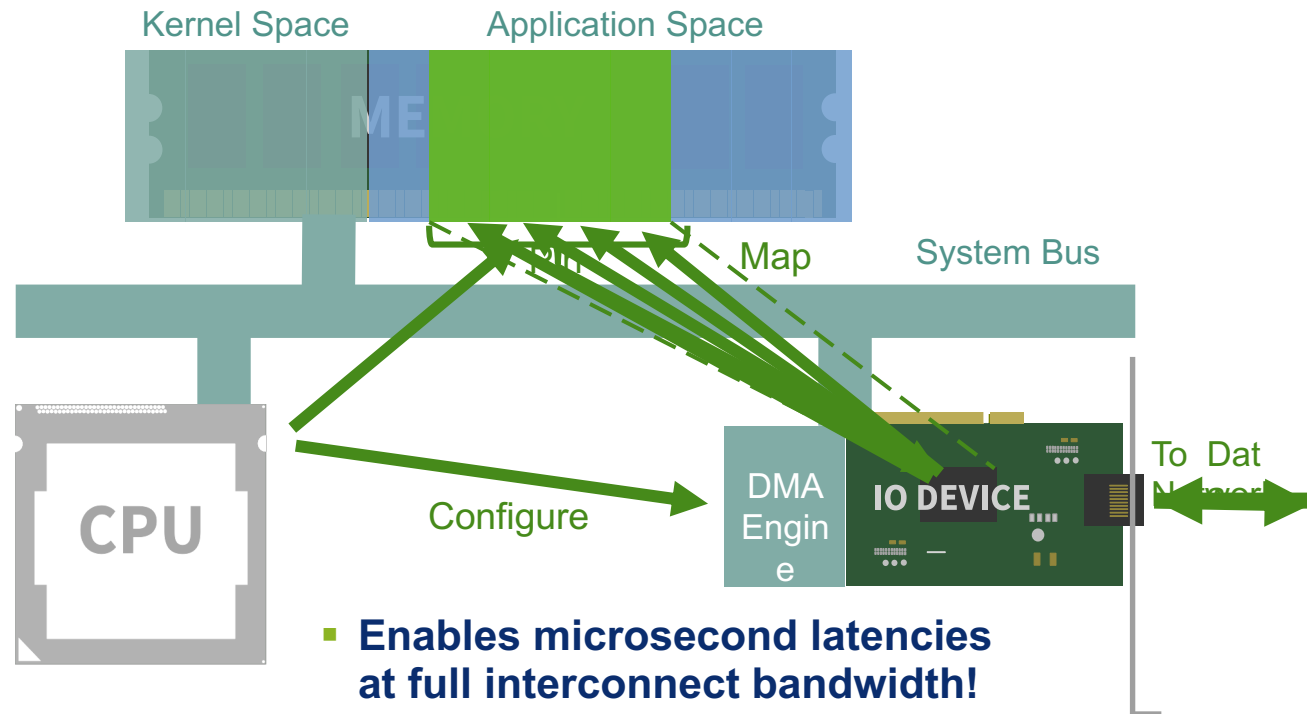 Kernel Space
Application Space
ME
Map
System Bus
CPU
Configure
DMA
Engin
e
IO DEVICE
To Dat
▪ Enables microsecond latencies
at full interconnect bandwidth!